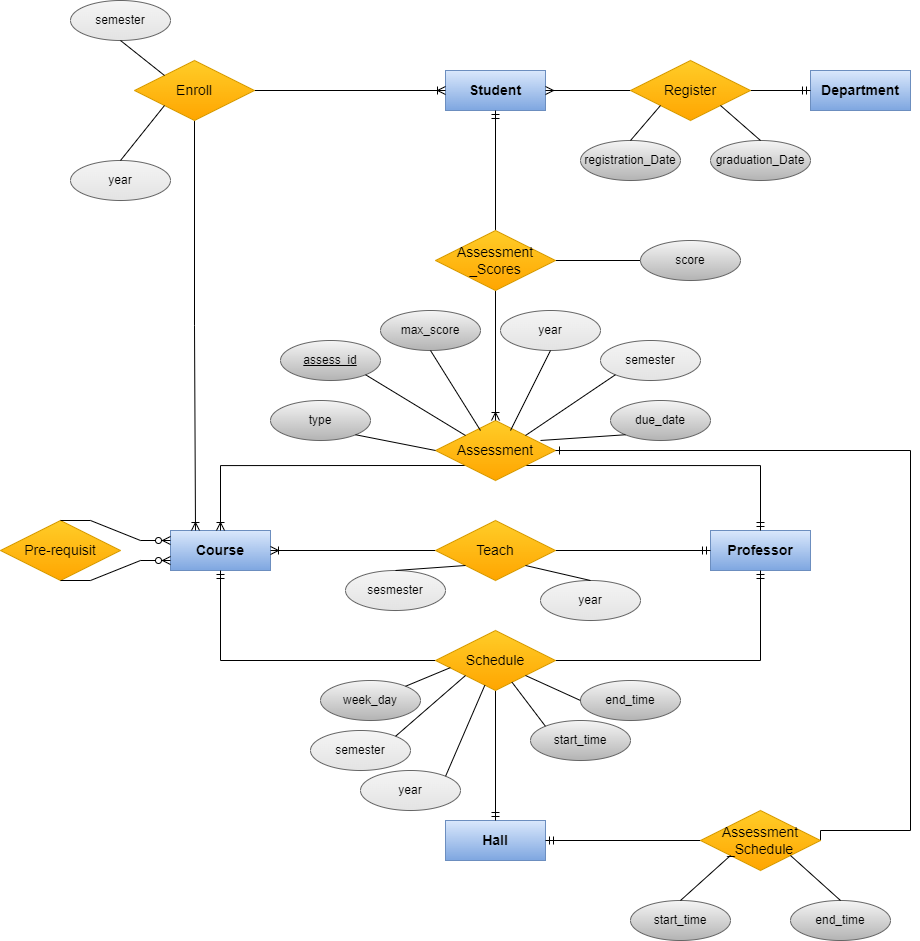 semester
Enroll
Student
Register
Department
year
registration_Date
graduation_Date
Assessment
_Scores
score
max_score
year
assess_id
semester
type
due_date
Assessment
Pre-requisit
Course
Teach
Professor
sesmester
year
Schedule
week_day
end_time
semester
start_time
year
Hall
Assessment
_Schedule
start_time
end_time